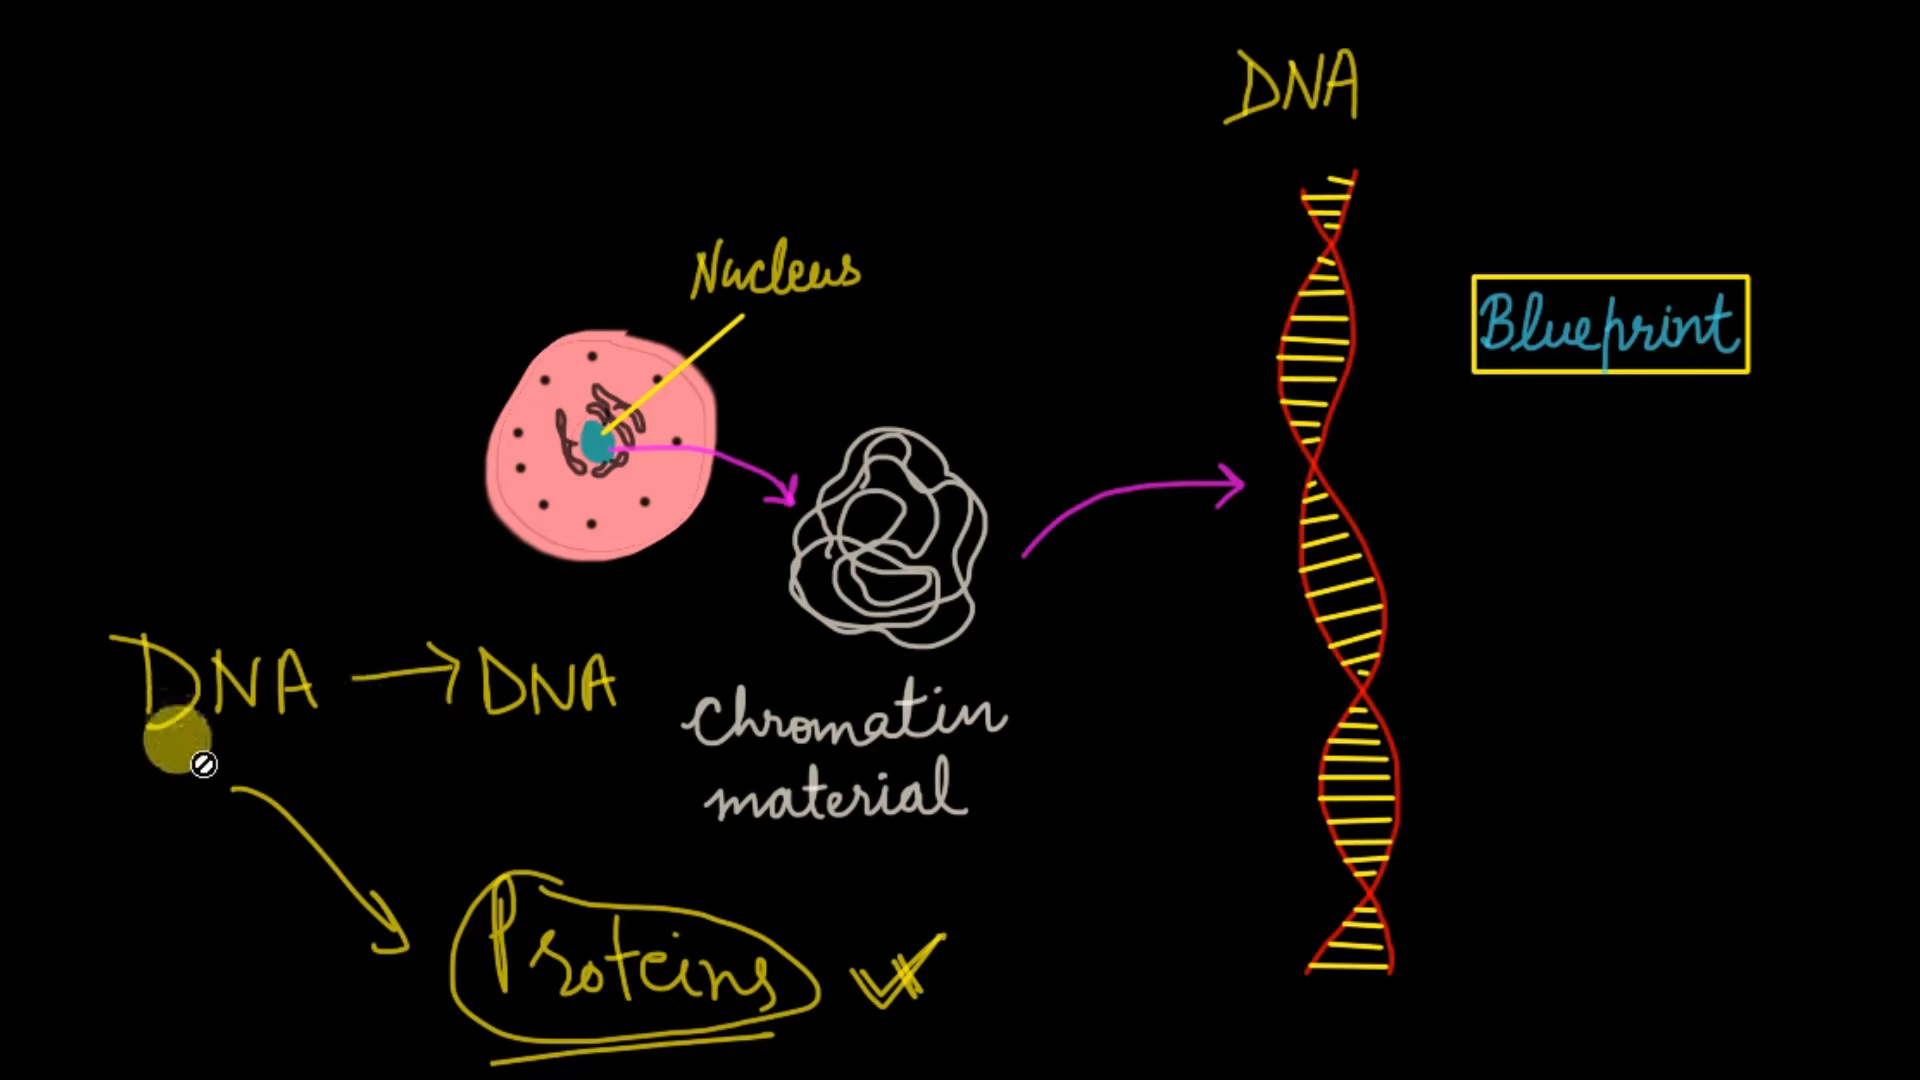 DNA
Nucleus
Blueprint
DNA → DNA
Chromatin
material
Proteins